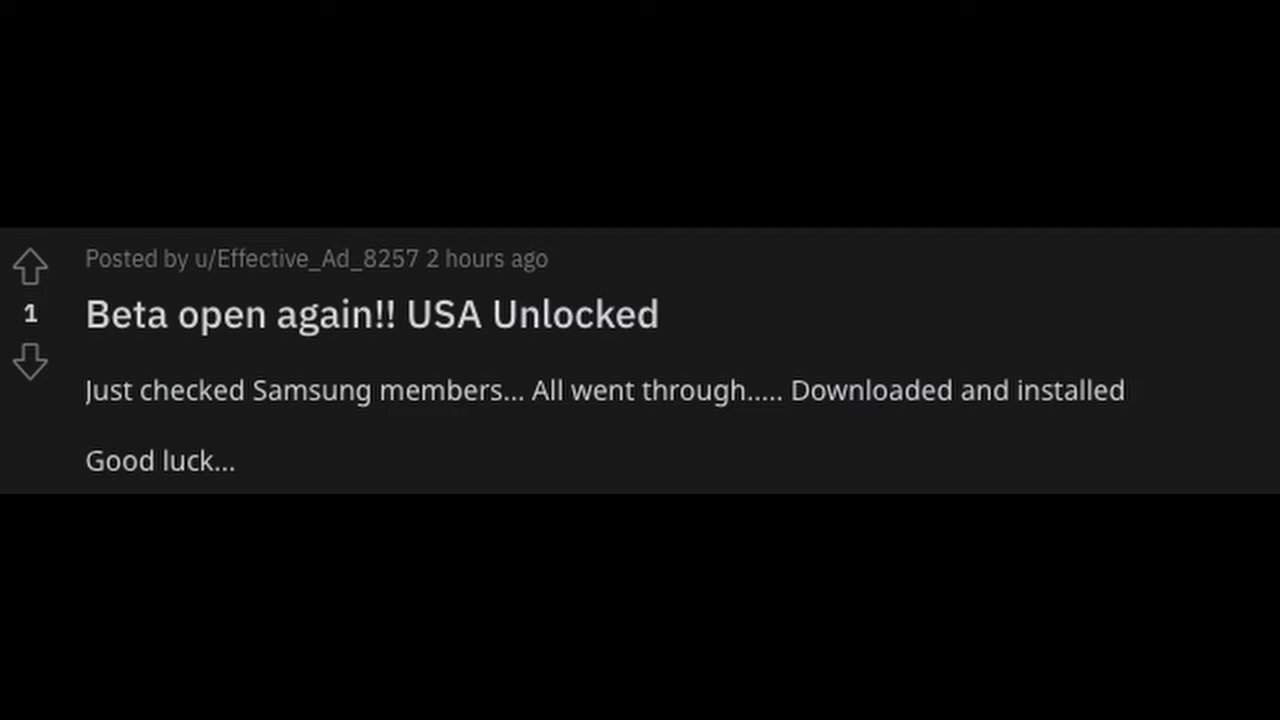 Posted by u/Effective_Ad_8257 2 hours ago
1
Beta open again!! USA Unlocked
Just checked Samsung members... All went through..... Downloaded and installed
Good luck...